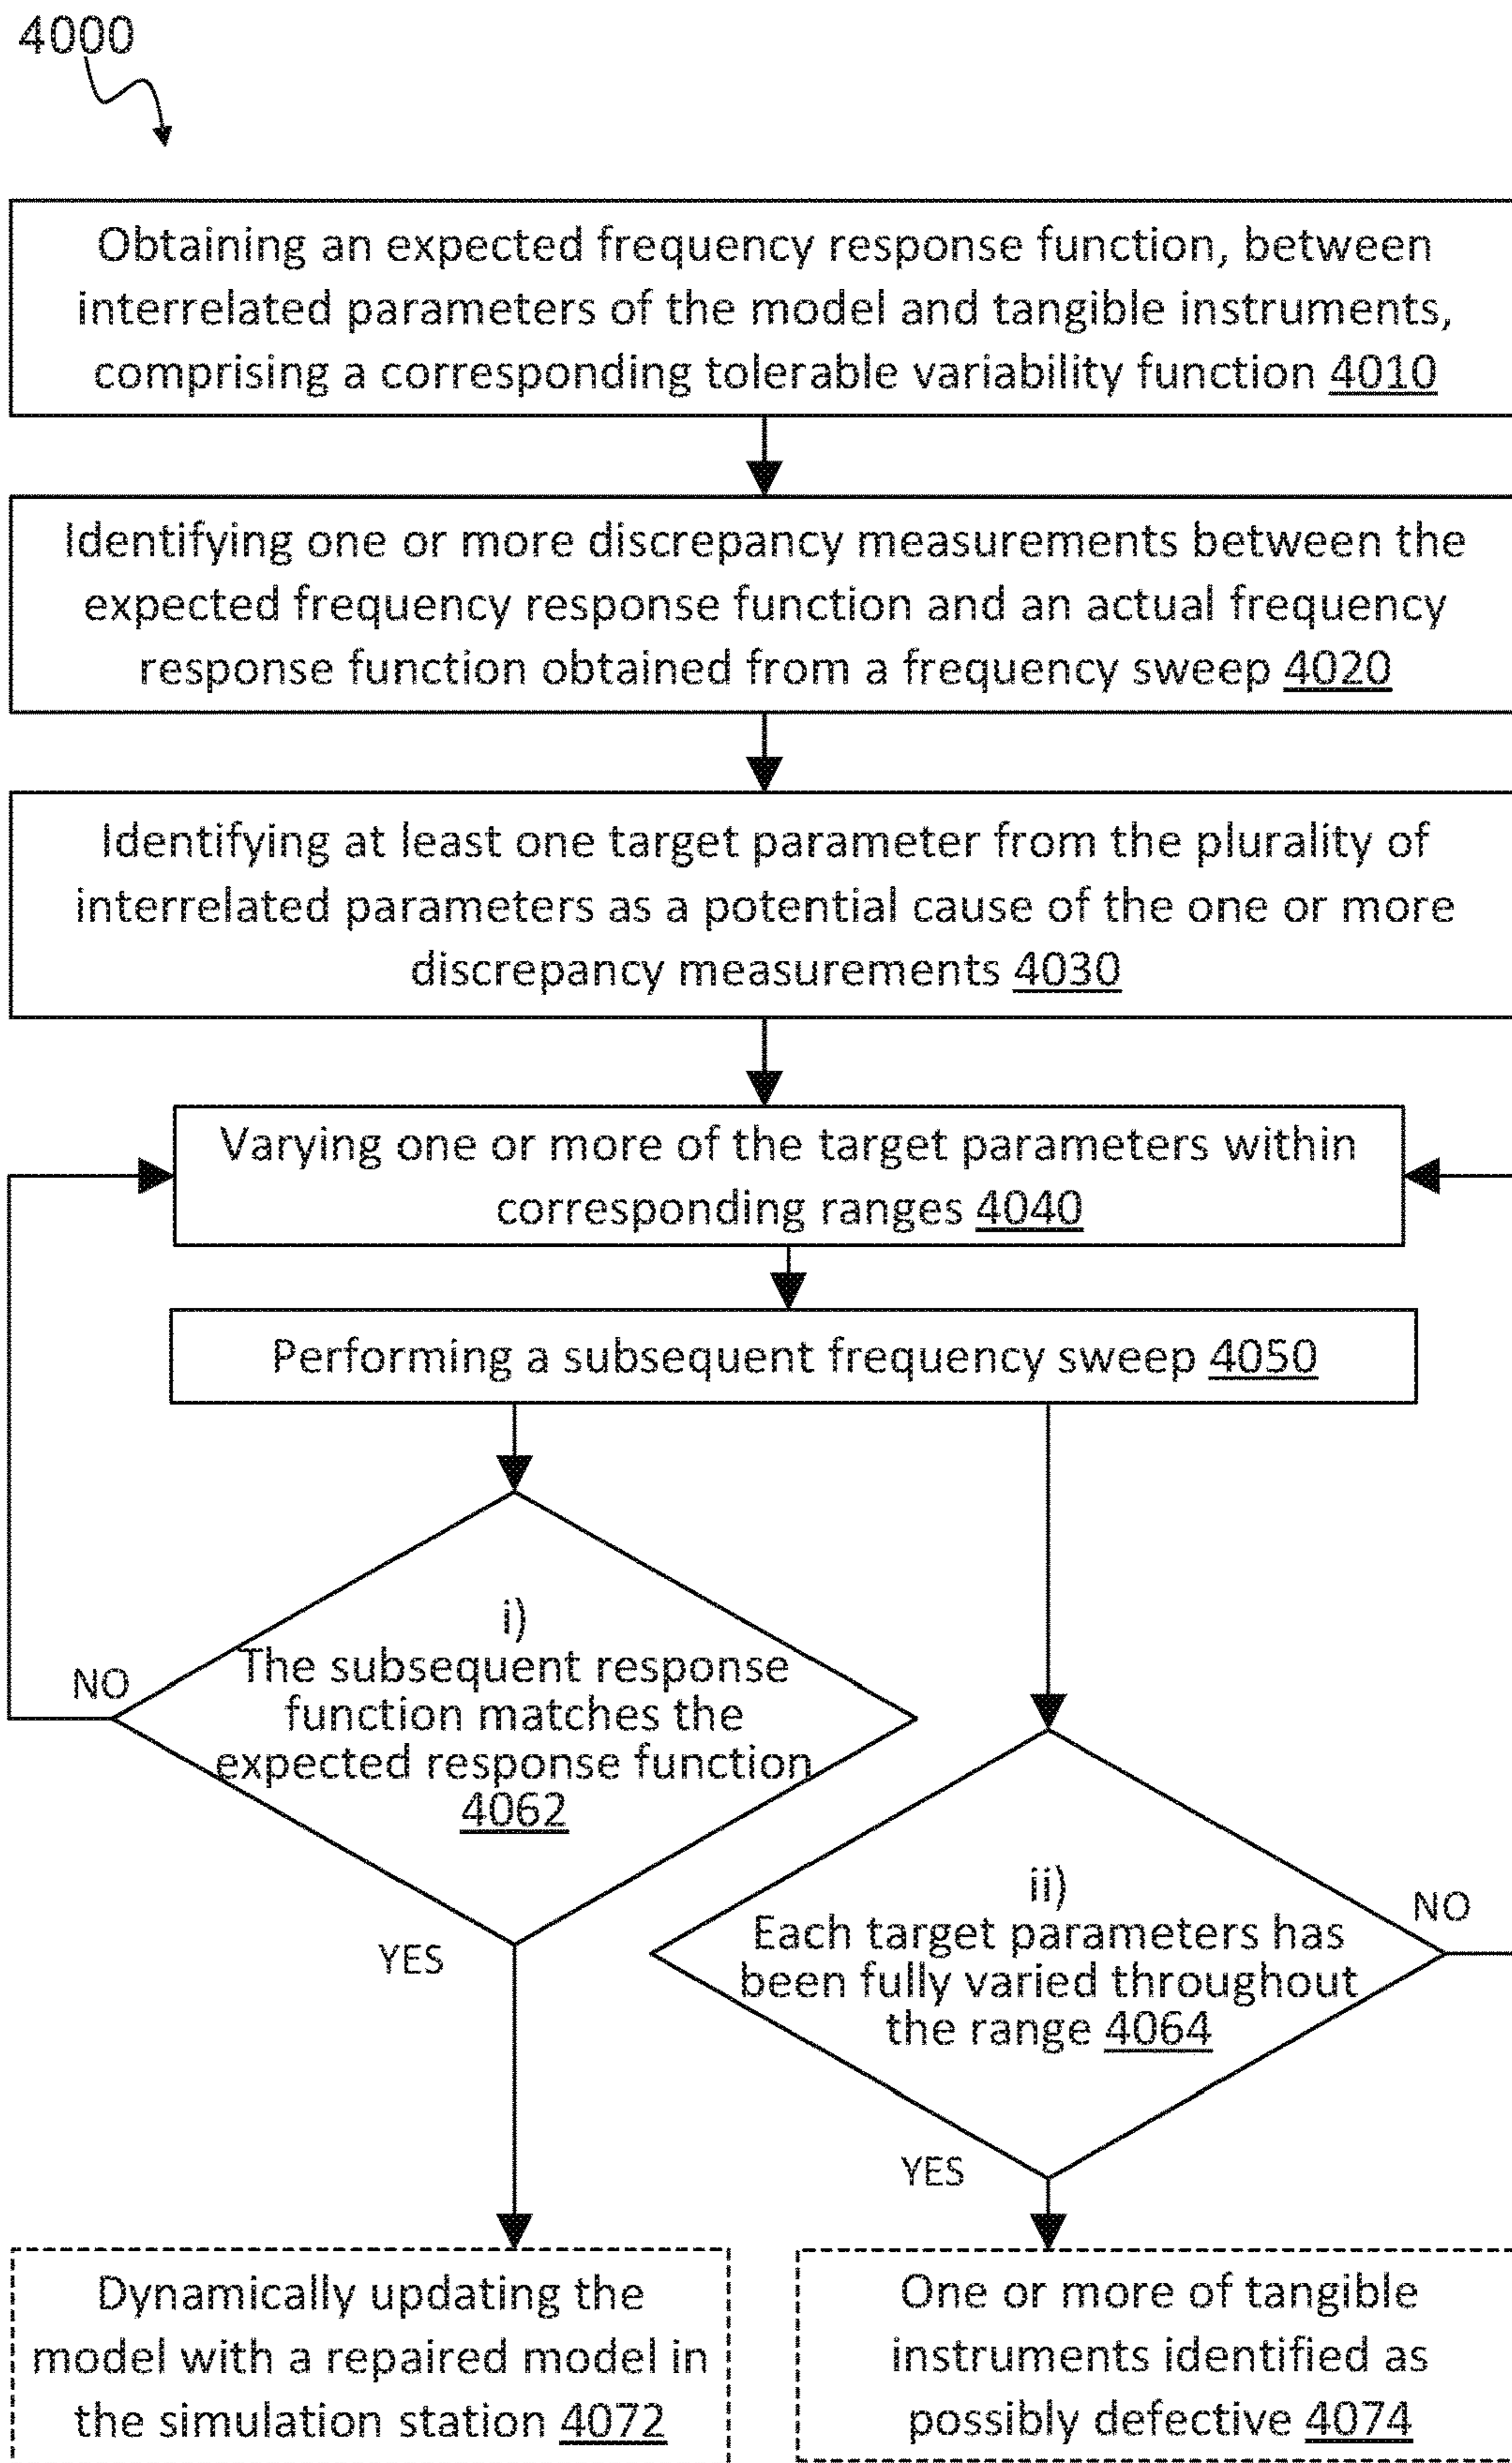 4000
Obtaining an expected frequency response function, between
interrelated parameters of the model and tangible instruments,
comprising a corresponding tolerable variability function 4010
Identifying one or more discrepancy measurements between the
expected frequency response function and an actual frequency
response function obtained from a frequency sweep 4020
Identifying at least one target parameter from the plurality of
interrelated parameters as a potential cause of the one or more
discrepancy measurements 4030
Varying one or more of the target parameters within
corresponding ranges 4040
Performing a subsequent frequency sweep 4050
i)
The subsequent response
function matches the
expected response function
4062
NO
YES
ii)
Each target parameters has
been fully varied throughout
the range 4064
NO
YES
Dynamically updating the
model with a repaired model in
the simulation station 4072
One or more of tangible
instruments identified as
possibly defective 4074